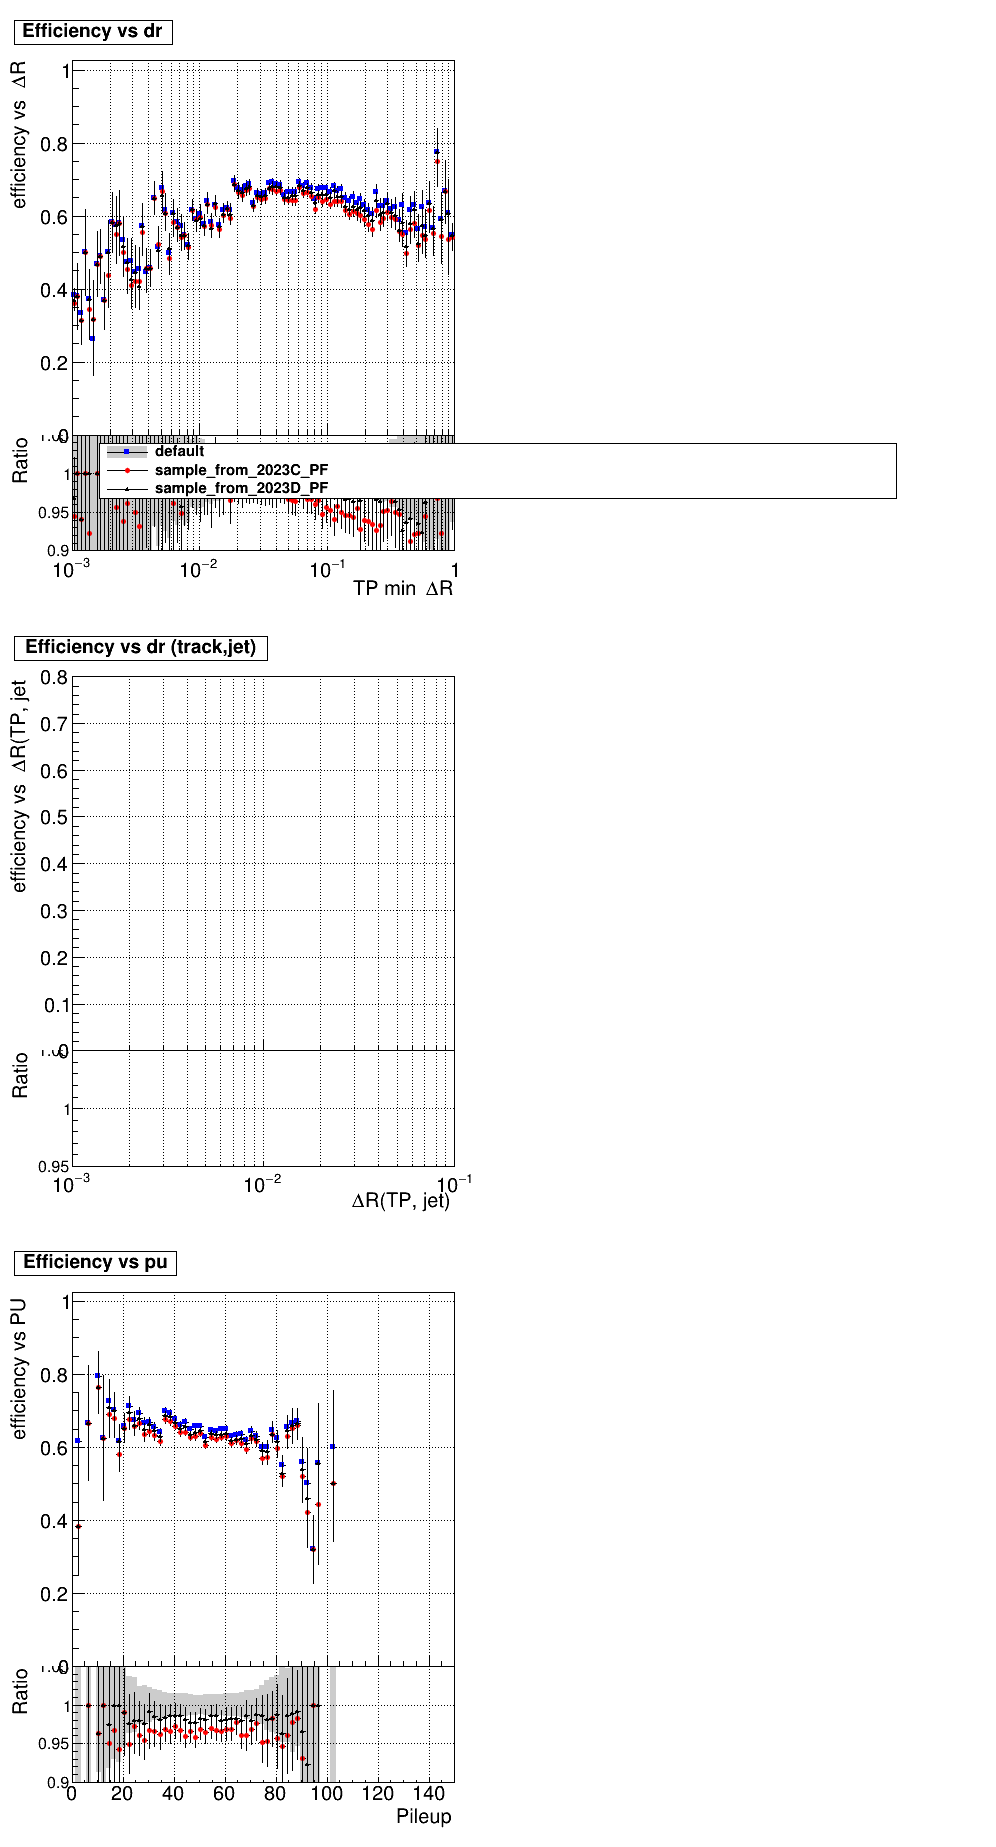 Efficiency vs dr
efficiency vs ΔR
1
0.8
0.6
0.4
0.2
0
Ratio
1
0.95
0.9
default
sample_from_2023C_PF
sample_from_2023D_PF
10⁻³ 10⁻² 10⁻¹ 1
TP min ΔR
Efficiency vs dr (track,jet)
efficiency vs ΔR(TP, jet
0.8
0.7
0.6
0.5
0.4
0.3
0.2
0.1
0
Ratio
1
0.95
10⁻³ 10⁻² 10⁻¹
ΔR(TP, jet)
Efficiency vs pu
efficiency vs PU
1
0.8
0.6
0.4
0.2
0
Ratio
1
0.95
0.9
0 20 40 60 80 100 120 140
Pileup